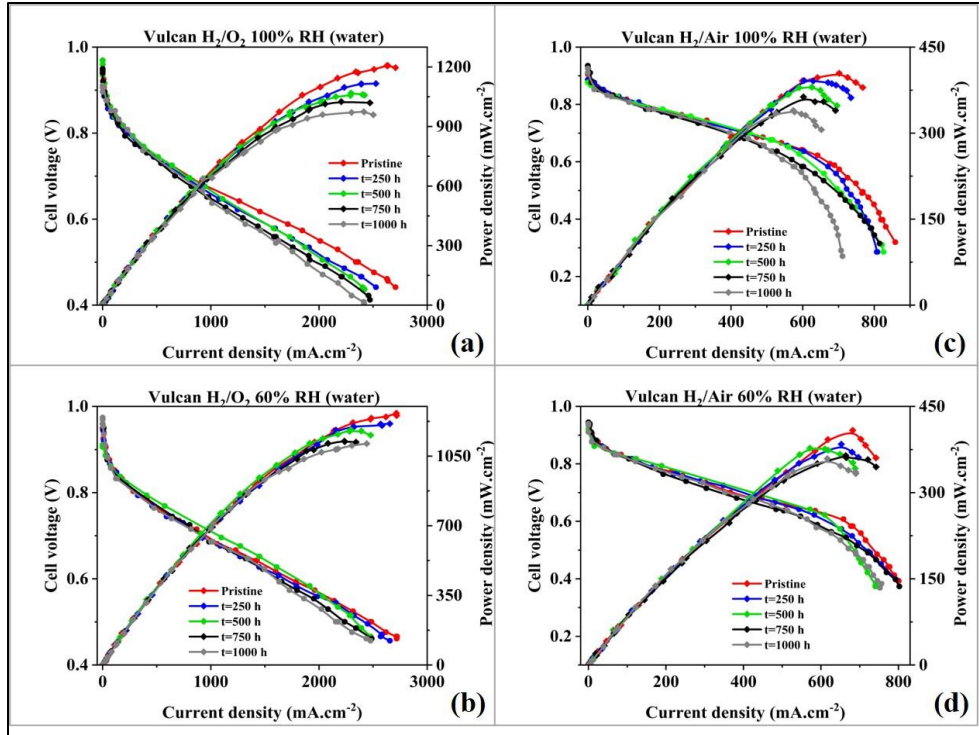 Vulcan H2/O2 100% RH (water)
Cell voltage (V)
1.0
0.8
0.6
0.4
1200
900
600
300
0
Power density (mW.cm-2)
Pristine
t=250 h
t=500 h
t=750 h
t=1000 h
0
1000
2000
3000
Current density (mA.cm-2)
(a)
Vulcan H2/Air 100% RH (water)
Cell voltage (V)
1.0
0.8
0.6
0.4
0.2
450
300
150
0
Power density (mW.cm-2)
Pristine
t=250 h
t=500 h
t=750 h
t=1000 h
0
200
400
600
800
Current density (mA.cm-2)
(c)
Vulcan H2/O2 60% RH (water)
Cell voltage (V)
1.0
0.8
0.6
0.4
1050
700
350
0
Power density (mW.cm-2)
Pristine
t=250 h
t=500 h
t=750 h
t=1000 h
0
1000
2000
3000
Current density (mA.cm-2)
(b)
Vulcan H2/Air 60% RH (water)
Cell voltage (V)
1.0
0.8
0.6
0.4
0.2
450
300
150
0
Power density (mW.cm-2)
Pristine
t=250 h
t=500 h
t=750 h
t=1000 h
0
200
400
600
800
Current density (mA.cm-2)
(d)